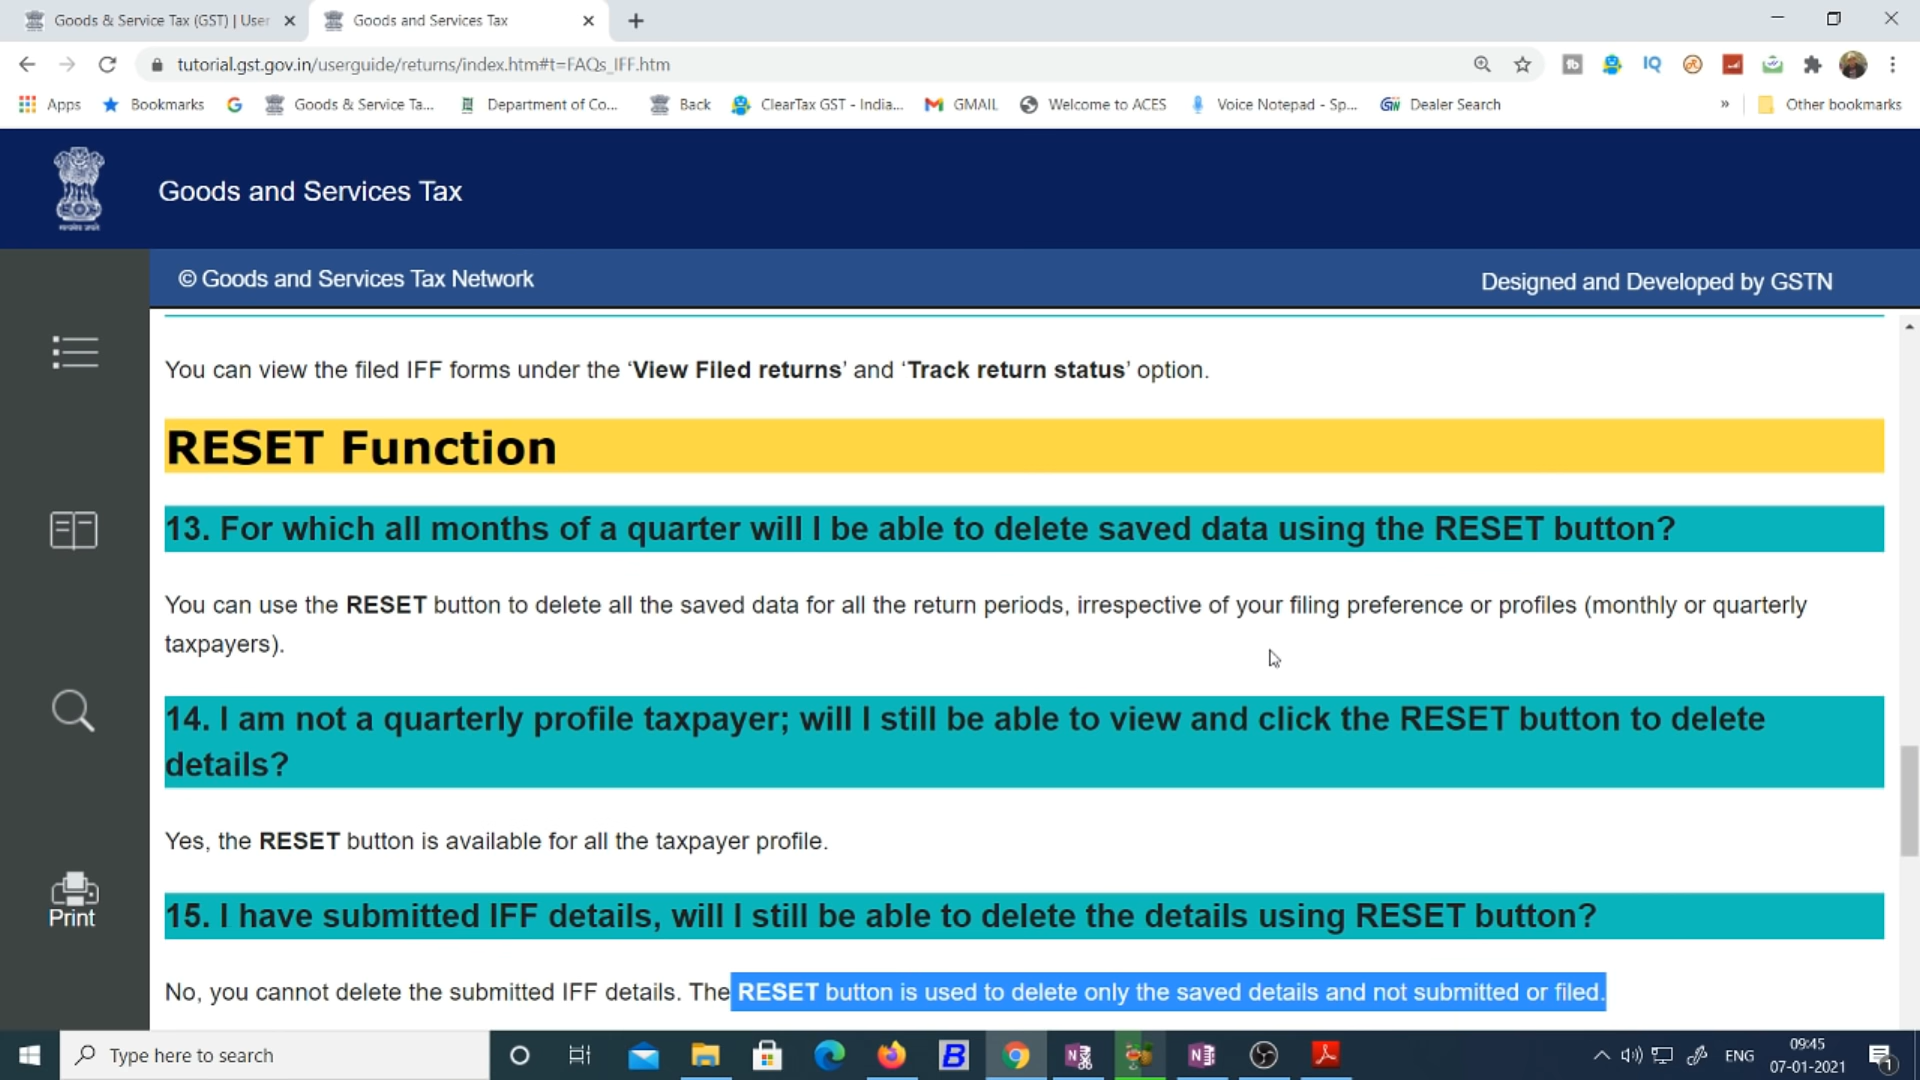 Goods & Service Tax (GST) | User
Goods and Services Tax
tutorial.gst.gov.in/userguide/returns/index.htm#t=FAQs_IFF.htm
Apps
Bookmarks
Goods & Service Ta...
Department of Co...
Back
ClearTax GST - India...
GMAIL
Welcome to ACES
Voice Notepad - Sp...
Dealer Search
»
Other bookmarks
Goods and Services Tax
© Goods and Services Tax Network
Designed and Developed by GSTN
You can view the filed IFF forms under the ‘View Filed returns’ and ‘Track return status’ option.
RESET Function
13. For which all months of a quarter will I be able to delete saved data using the RESET button?
You can use the RESET button to delete all the saved data for all the return periods, irrespective of your filing preference or profiles (monthly or quarterly
taxpayers).
14. I am not a quarterly profile taxpayer; will I still be able to view and click the RESET button to delete
details?
Yes, the RESET button is available for all the taxpayer profile.
15. I have submitted IFF details, will I still be able to delete the details using RESET button?
No, you cannot delete the submitted IFF details. The RESET button is used to delete only the saved details and not submitted or filed.
Print
Type here to search
ENG
09:45
07-01-2021
1